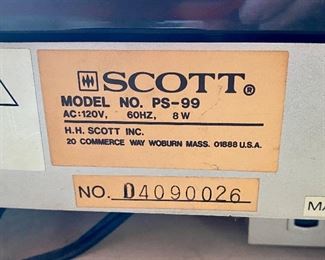 SCOTT®
MODEL NO. PS-99
AC:120V, 60HZ, 8W
H.H. SCOTT INC.
20 COMMERCE WAY WOBURN MASS. 01888 U.S.A.
NO. D4090026
MA